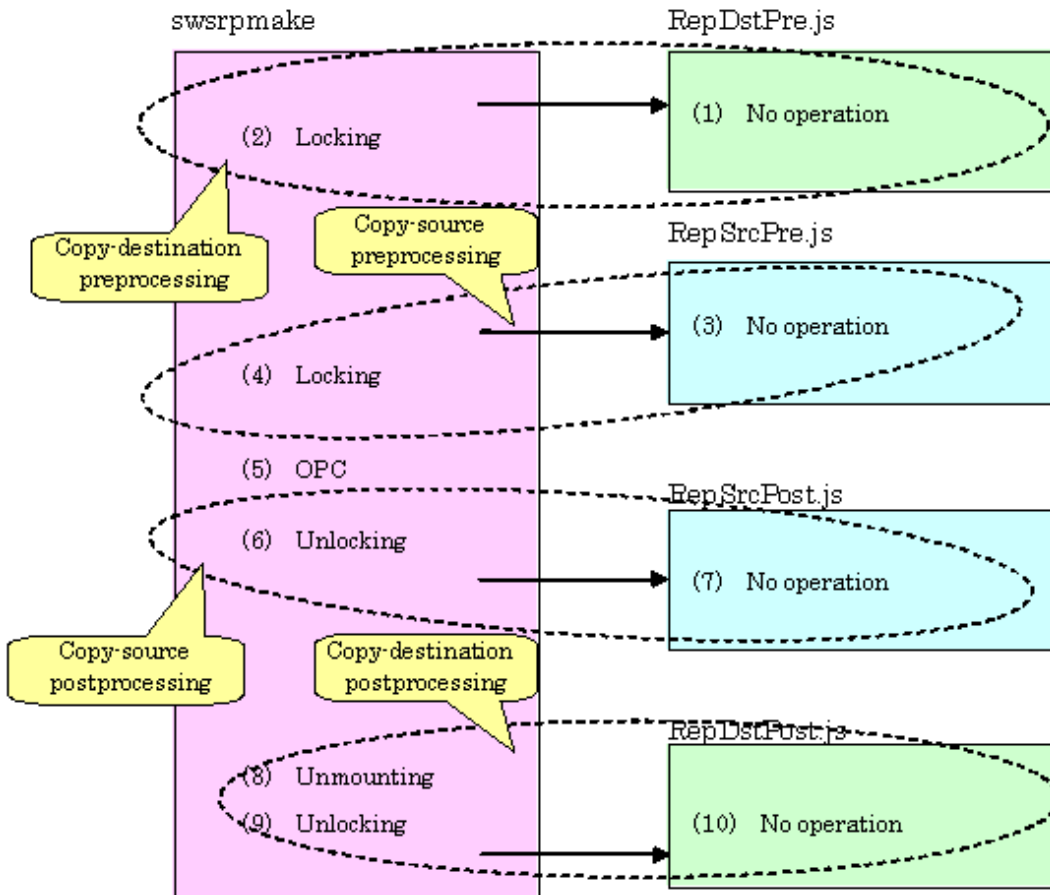 swsrpmake
RepDstPre.js
(1) No operation
(2) Locking
Copy-destination
preprocessing
Copy-source
preprocessing
RepSrcPre.js
(3) No operation
(4) Locking
(5) OPC
RepSrcPost.js
(6) Unlocking
(7) No operation
Copy-source
postprocessing
Copy-destination
postprocessing
RepDstPost.js
(8) Unmounting
(9) Unlocking
(10) No operation